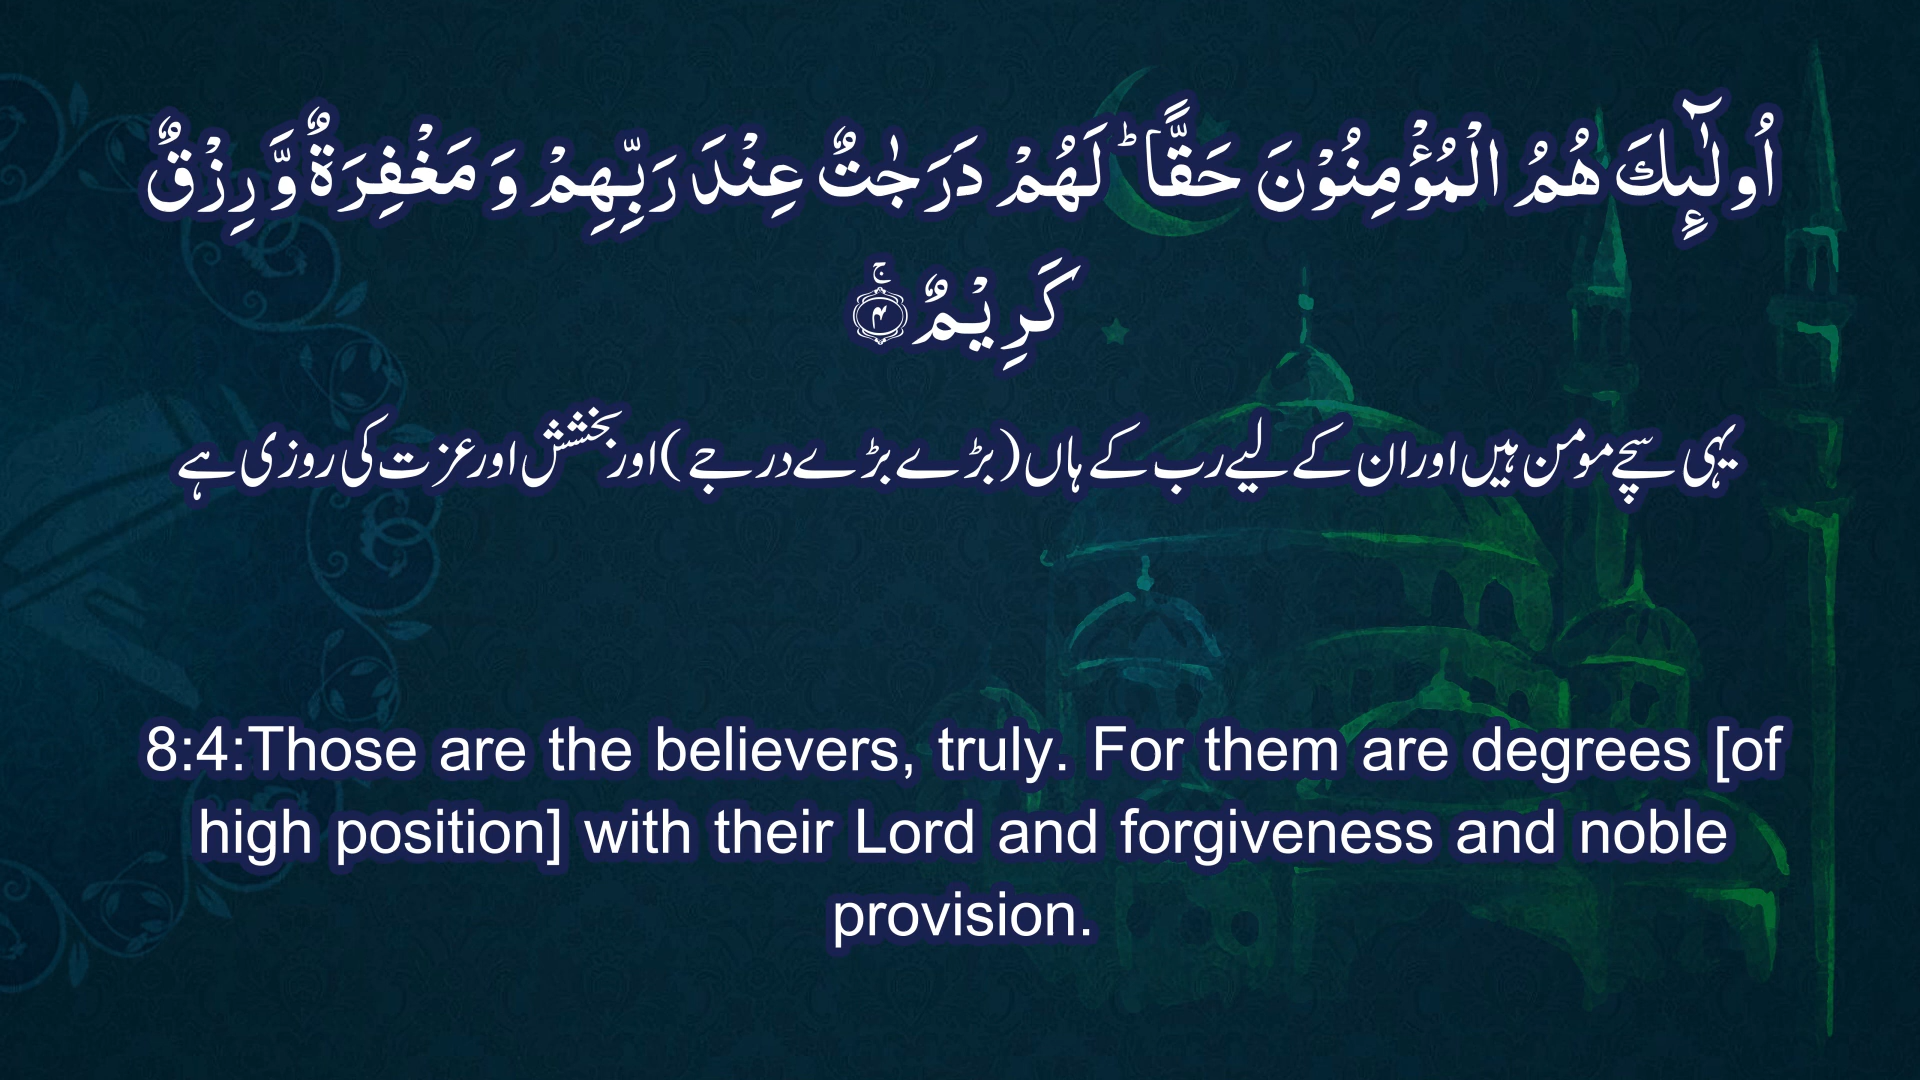 اُولٰٓىِٕكَ هُمُ الْمُؤْمِنُوْنَ حَقًّا ؕ لَهُمْ دَرَجٰتٌ عِنْدَ رَبِّهِمْ وَ مَغْفِرَةٌ وَّ رِزْقٌ
كَرِیْمٌ ۚ۝۴
یہی سچے مومن ہیں اور ان کے لیے رب کے ہاں (بڑے بڑے درجے) اور بخشش اور عزت کی روزی ہے
8:4:Those are the believers, truly. For them are degrees [of
high position] with their Lord and forgiveness and noble
provision.